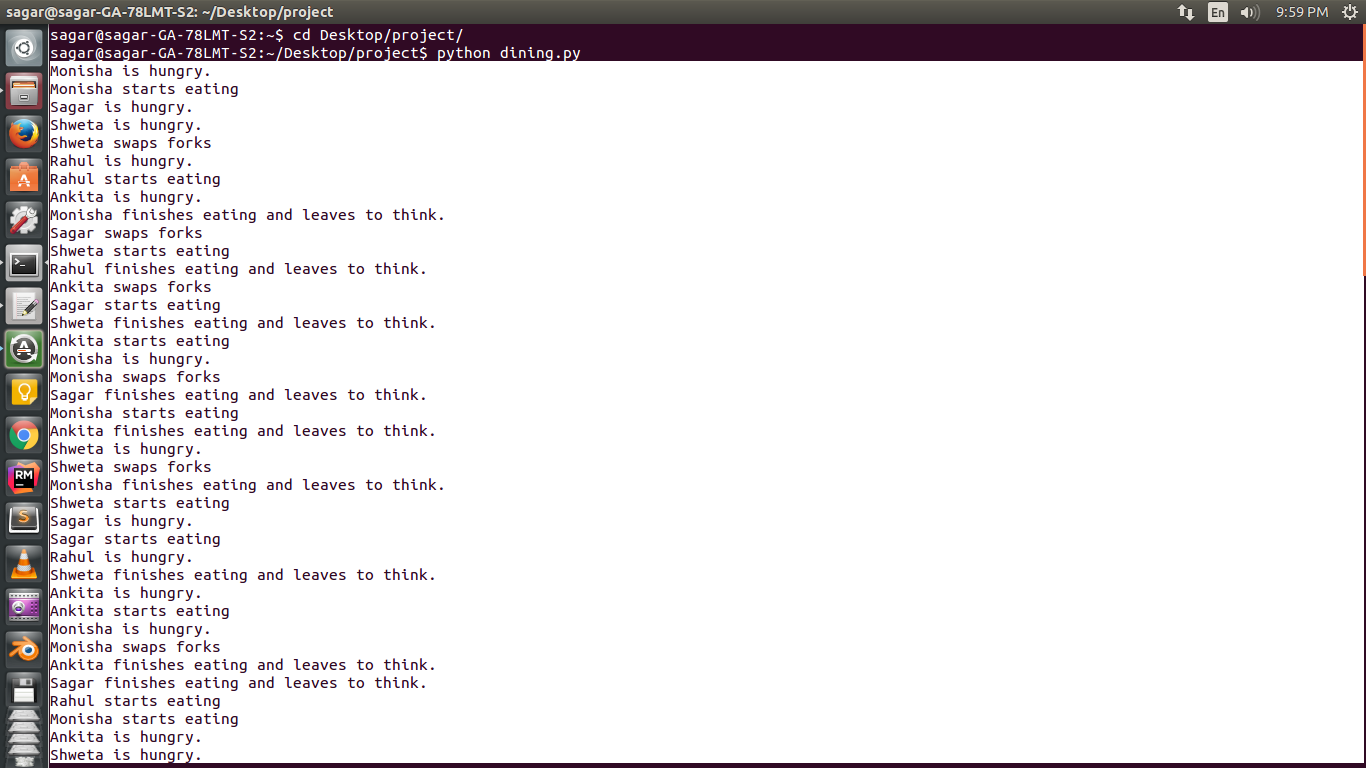 sagar@sagar-GA-78LMT-S2: ~/Desktop/project
En
9:59 PM
sagar@sagar-GA-78LMT-S2:~$ cd Desktop/project/
sagar@sagar-GA-78LMT-S2:~/Desktop/project$ python dining.py
Monisha is hungry.
Monisha starts eating
Sagar is hungry.
Shweta is hungry.
Shweta swaps forks
Rahul is hungry.
Rahul starts eating
Ankita is hungry.
Monisha finishes eating and leaves to think.
Sagar swaps forks
Shweta starts eating
Rahul finishes eating and leaves to think.
Ankita swaps forks
Sagar starts eating
Shweta finishes eating and leaves to think.
Ankita starts eating
Monisha is hungry.
Monisha swaps forks
Sagar finishes eating and leaves to think.
Monisha starts eating
Ankita finishes eating and leaves to think.
Shweta is hungry.
Shweta swaps forks
Monisha finishes eating and leaves to think.
Shweta starts eating
Sagar is hungry.
Sagar starts eating
Rahul is hungry.
Shweta finishes eating and leaves to think.
Ankita is hungry.
Ankita starts eating
Monisha is hungry.
Monisha swaps forks
Ankita finishes eating and leaves to think.
Sagar finishes eating and leaves to think.
Rahul starts eating
Monisha starts eating
Ankita is hungry.
Shweta is hungry.
RM
S